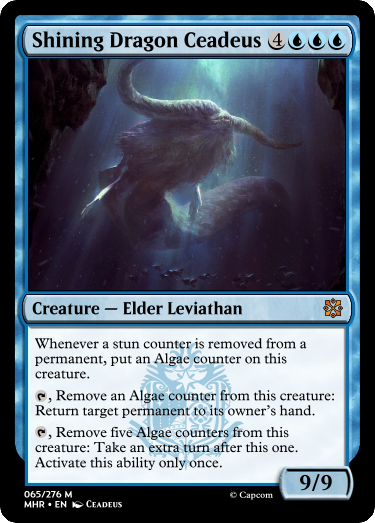 Shining Dragon Ceadeus 4
Creature — Elder Leviathan
Whenever a stun counter is removed from a
permanent, put an Algae counter on this
creature.
, Remove an Algae counter from this creature:
Return target permanent to its owner's hand.
, Remove five Algae counters from this
creature: Take an extra turn after this one.
Activate this ability only once.
9/9
065/276 M
MHR • EN Ceadeus
© Capcom